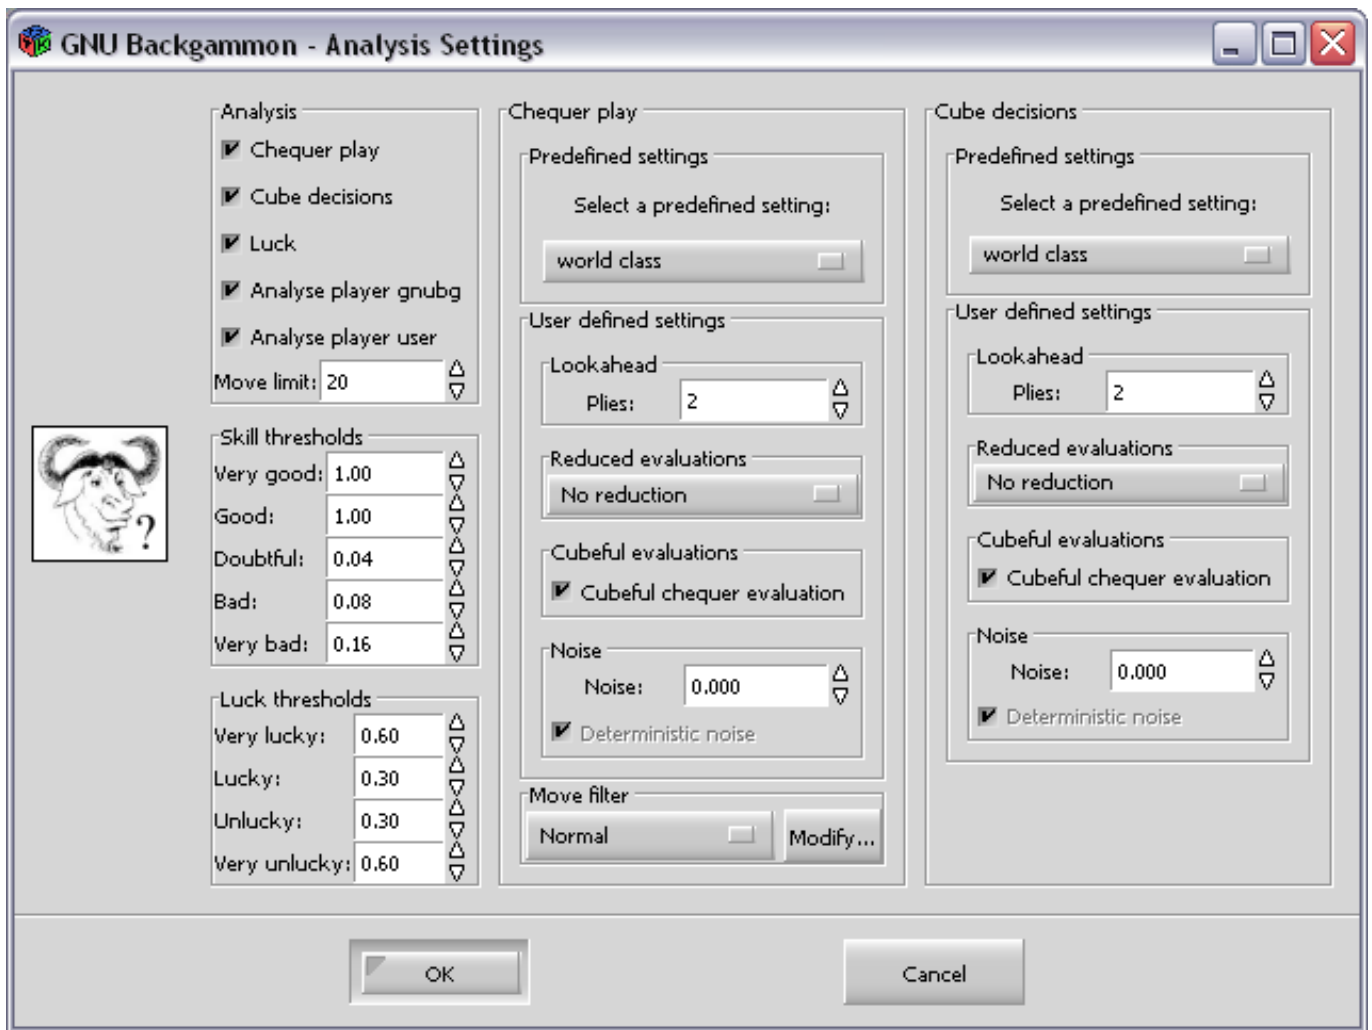 GNU Backgammon - Analysis Settings
Analysis
Chequer play
Cube decisions
Luck
Analyse player gnubg
Analyse player user
Move limit: 20
Skill thresholds
Very good: 1.00
Good: 1.00
Doubtful: 0.04
Bad: 0.08
Very bad: 0.16
Luck thresholds
Very lucky: 0.60
Lucky: 0.30
Unlucky: 0.30
Very unlucky: 0.60
?
Chequer play
Predefined settings
Select a predefined setting:
world class
User defined settings
Lookahead
Plies: 2
Reduced evaluations
No reduction
Cubeful evaluations
Cubeful chequer evaluation
Noise
Noise: 0.000
Deterministic noise
Move filter
Normal Modify...
Cube decisions
Predefined settings
Select a predefined setting:
world class
User defined settings
Lookahead
Plies: 2
Reduced evaluations
No reduction
Cubeful evaluations
Cubeful chequer evaluation
Noise
Noise: 0.000
Deterministic noise
OK
Cancel